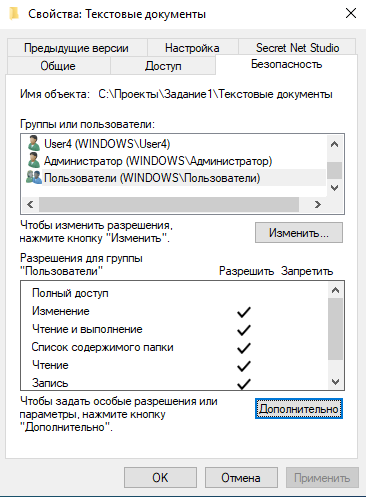 Свойства: Текстовые документы
Предыдущие версии Настройка Secret Net Studio
Общие Доступ Безопасность
Имя объекта: C:\Проекты\Задание1\Текстовые документы
Группы или пользователи:
User4 (WINDOWS\User4)
Администратор (WINDOWS\Администратор)
Пользователи (WINDOWS\Пользователи)
Чтобы изменить разрешения,
нажмите кнопку "Изменить".
Изменить...
Разрешения для группы
"Пользователи" Разрешить Запретить
Полный доступ
Изменение
Чтение и выполнение
Список содержимого папки
Чтение
Запись
Чтобы задать особые разрешения или
параметры, нажмите кнопку
"Дополнительно".
Дополнительно
OK Отмена Применить